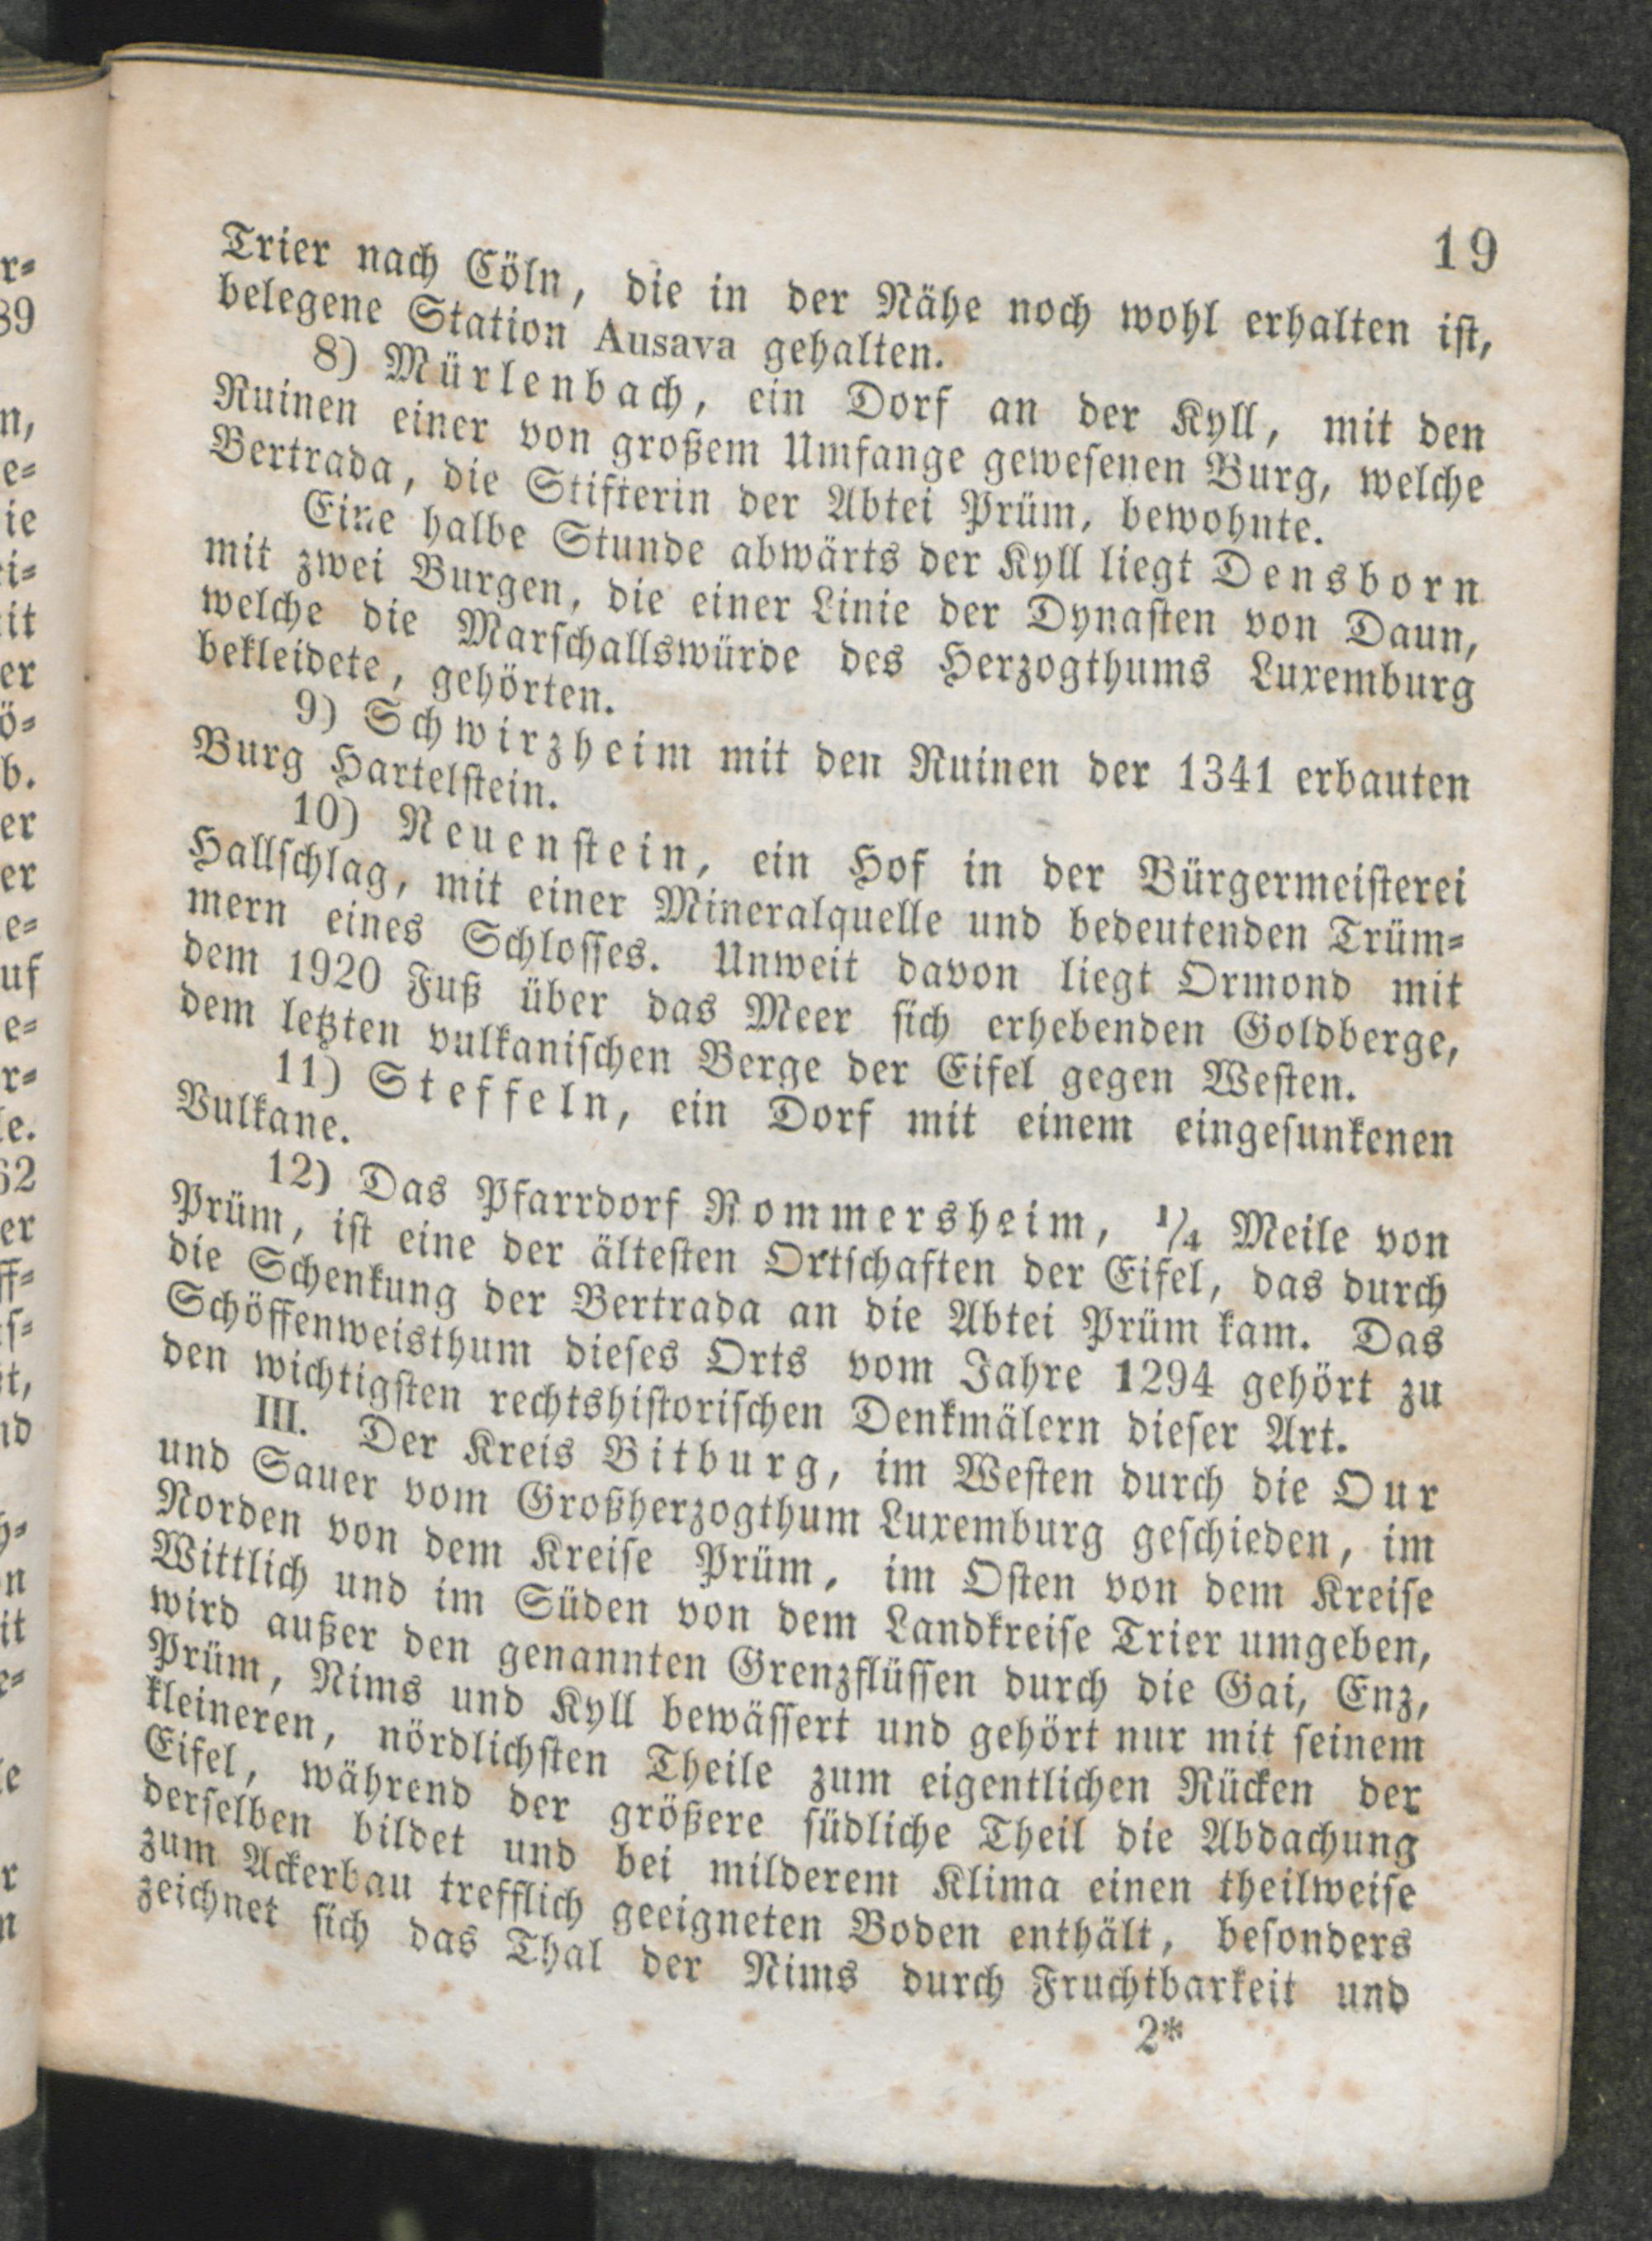 19
Trier nach Cöln, die in der Nähe noch wohl erhalten ist,
belegene Station Ausava gehalten.
8) Mürlenbach, ein Dorf an der Kyll, mit den
Ruinen einer von großem Umfange gewesenen Burg, welche
Bertrada, die Stifterin der Abtei Prüm, bewohnte.
Eine halbe Stunde abwärts der Kyll liegt Densborn
mit zwei Burgen, die einer Linie der Dynasten von Daun,
welche die Marschallswürde des Herzogthums Luxemburg
bekleidete, gehörten.
9) Schwirzheim mit den Ruinen der 1341 erbauten
Burg Hartelstein.
10) Neuenstein, ein Hof in der Bürgermeisterei
Hallschlag, mit einer Mineralquelle und bedeutenden Trüm=
mern eines Schlosses. Unweit davon liegt Ormond mit
dem 1920 Fuß über das Meer sich erhebenden Goldberge,
dem letzten vulkanischen Berge der Eifel gegen Westen.
11) Steffeln, ein Dorf mit einem eingesunkenen
Vulkane.
12) Das Pfarrdorf Rommersheim, 1/4 Meile von
Prüm, ist eine der ältesten Ortschaften der Eifel, das durch
die Schenkung der Bertrada an die Abtei Prüm kam. Das
Schöffenweisthum dieses Orts vom Jahre 1294 gehört zu
den wichtigsten rechtshistorischen Denkmälern dieser Art.
III. Der Kreis Bitburg, im Westen durch die Our
und Sauer vom Großherzogthum Luxemburg geschieden, im
Norden von dem Kreise Prüm, im Osten von dem Kreise
Wittlich und im Süden von dem Landkreise Trier umgeben,
wird außer den genannten Grenzflüssen durch die Gai, Enz,
Prüm, Nims und Kyll bewässert und gehört nur mit seinem
kleineren, nördlichsten Theile zum eigentlichen Rücken der
Eifel, während der größere südliche Theil die Abdachung
derselben bildet und bei milderem Klima einen theilweise
zum Ackerbau trefflich geeigneten Boden enthält, besonders
zeichnet sich das Thal der Nims durch Fruchtbarkeit und
2*